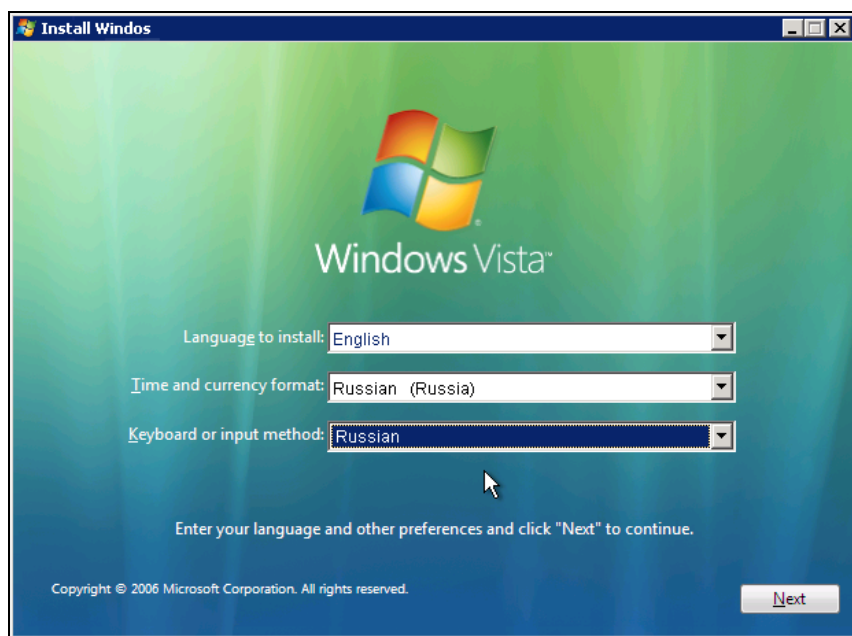 Install Windos
Windows Vista™
Language to install: English
Time and currency format: Russian (Russia)
Keyboard or input method: Russian
Enter your language and other preferences and click "Next" to continue.
Copyright © 2006 Microsoft Corporation. All rights reserved.
Next